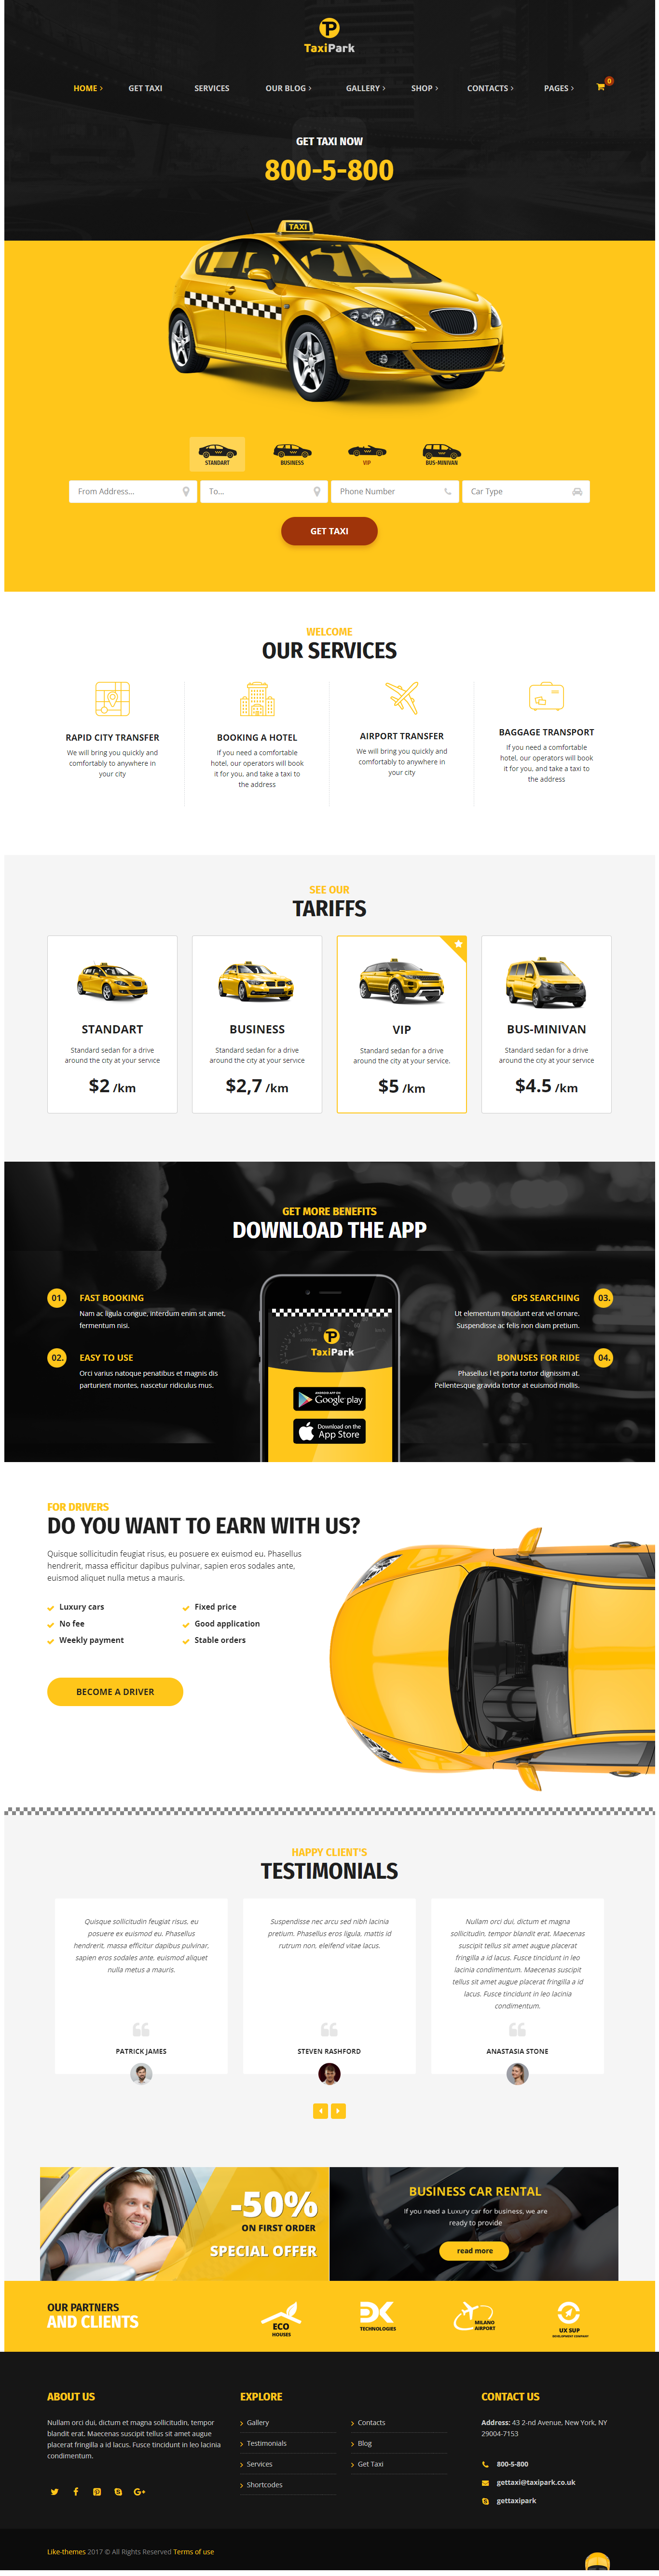 TaxiPark
HOME GET TAXI SERVICES OUR BLOG GALLERY SHOP CONTACTS PAGES 0
GET TAXI NOW
800-5-800
TAXI
STANDART BUSINESS VIP BUS-MINIVAN
From Address... To... Phone Number Car Type
GET TAXI
WELCOME
OUR SERVICES
RAPID CITY TRANSFER
We will bring you quickly and
comfortably to anywhere in
your city
BOOKING A HOTEL
If you need a comfortable
hotel, our operators will book
it for you, and take a taxi to
the address
AIRPORT TRANSFER
We will bring you quickly and
comfortably to anywhere in
your city
BAGGAGE TRANSPORT
If you need a comfortable
hotel, our operators will book
it for you, and take a taxi to
the address
SEE OUR
TARIFFS
STANDART
Standard sedan for a drive
around the city at your service
$2 /km
BUSINESS
Standard sedan for a drive
around the city at your service
$2,7 /km
VIP
Standard sedan for a drive
around the city at your service.
$5 /km
BUS-MINIVAN
Standard sedan for a drive
around the city at your service
$4.5 /km
GET MORE BENEFITS
DOWNLOAD THE APP
01. FAST BOOKING
Nam ac ligula congue, interdum enim sit amet,
fermentum nisi.
02. EASY TO USE
Orci varius natoque penatibus et magnis dis
parturient montes, nascetur ridiculus mus.
TaxiPark
ANDROID APP ON
Google play
Download on the
App Store
GPS SEARCHING 03.
Ut elementum tincidunt erat vel ornare.
Suspendisse ac felis non diam pretium.
BONUSES FOR RIDE 04.
Phasellus l et porta tortor dignissim at.
Pellentesque gravida tortor at euismod mollis.
FOR DRIVERS
DO YOU WANT TO EARN WITH US?
Quisque sollicitudin feugiat risus, eu posuere ex euismod eu. Phasellus
hendrerit, massa efficitur dapibus pulvinar, sapien eros sodales ante,
euismod aliquet nulla metus a mauris.
Luxury cars
No fee
Weekly payment
Fixed price
Good application
Stable orders
BECOME A DRIVER
HAPPY CLIENT'S
TESTIMONIALS
Quisque sollicitudin feugiat risus, eu
posuere ex euismod eu. Phasellus
hendrerit, massa efficitur dapibus pulvinar,
sapien eros sodales ante, euismod aliquet
nulla metus a mauris.
PATRICK JAMES
Suspendisse nec arcu sed nibh lacinia
pretium. Phasellus eros ligula, mattis id
rutrum non, eleifend vitae lacus.
STEVEN RASHFORD
Nullam orci dui, dictum et magna
sollicitudin, tempor blandit erat. Maecenas
suscipit tellus sit amet augue placerat
fringilla a id lacus. Fusce tincidunt in leo
lacinia condimentum. Maecenas suscipit
tellus sit amet augue placerat fringilla a id
lacus. Fusce tincidunt in leo lacinia
condimentum.
ANASTASIA STONE
-50%
ON FIRST ORDER
SPECIAL OFFER
BUSINESS CAR RENTAL
If you need a Luxury car for business, we are
ready to provide
read more
OUR PARTNERS
AND CLIENTS
ECO
HOUSES
DK
TECHNOLOGIES
MILANO
AIRPORT
UX SUP
DEVELOPMENT COMPANY
ABOUT US
Nullam orci dui, dictum et magna sollicitudin, tempor
blandit erat. Maecenas suscipit tellus sit amet augue
placerat fringilla a id lacus. Fusce tincidunt in leo lacinia
condimentum.
EXPLORE
Gallery
Testimonials
Services
Shortcodes
Contacts
Blog
Get Taxi
CONTACT US
Address: 43 2-nd Avenue, New York, NY
29004-7153
800-5-800
gettaxi@taxipark.co.uk
gettaxipark
Like-themes 2017 © All Rights Reserved Terms of use